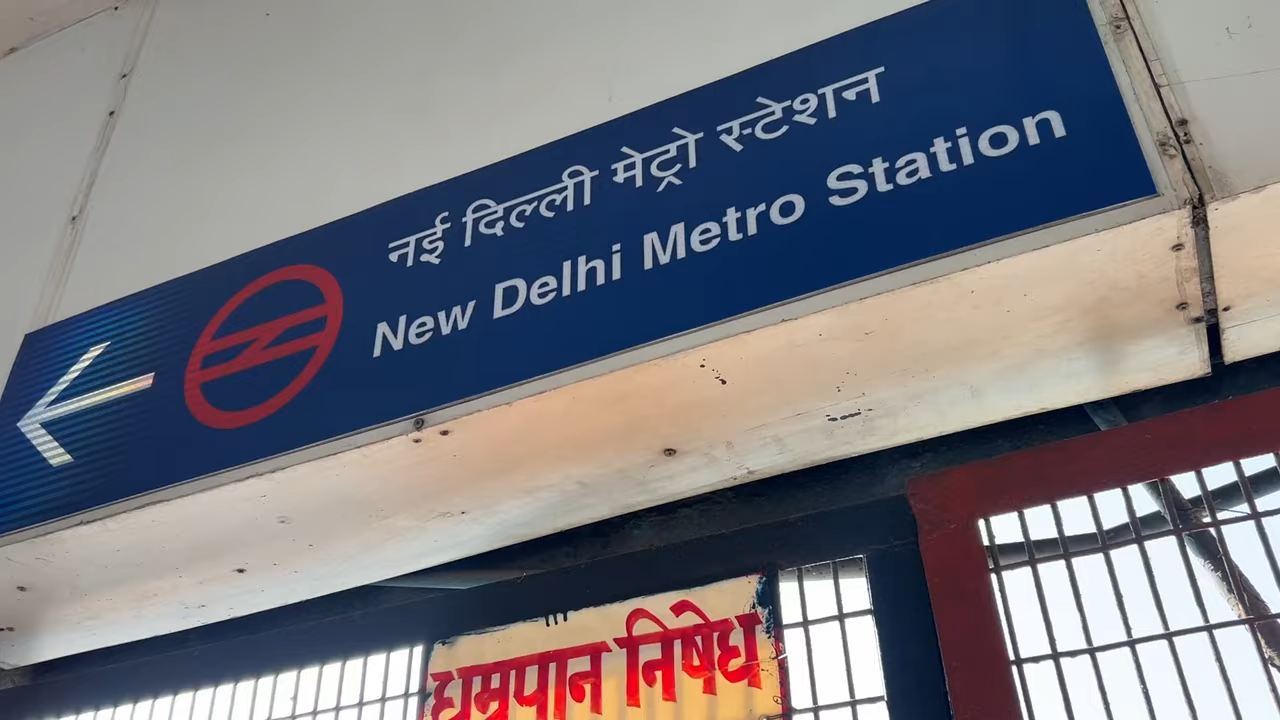 नई दिल्ली मेट्रो स्टेशन
New Delhi Metro Station
धुम्रपान निषेध